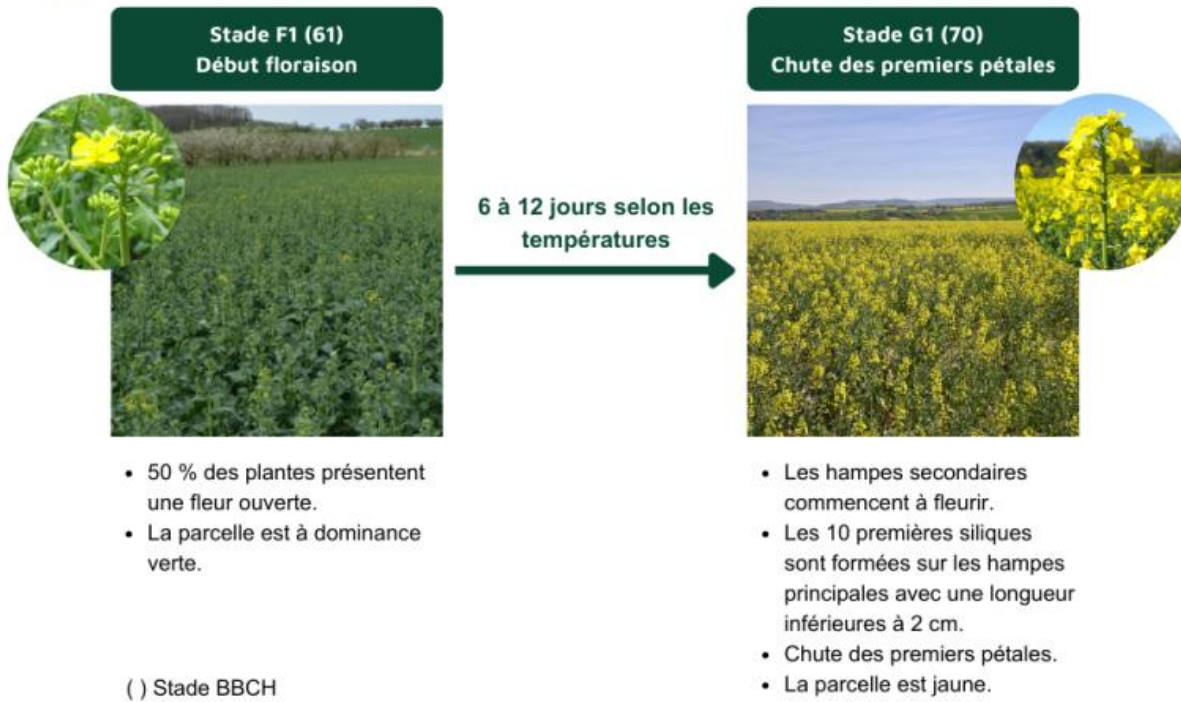 Stade F1 (61)
Début floraison
Stade G1 (70)
Chute des premiers pétales
6 à 12 jours selon les
températures
• 50 % des plantes présentent
une fleur ouverte.
• La parcelle est à dominance
verte.
• Les hampes secondaires
commencent à fleurir.
• Les 10 premières siliques
sont formées sur les hampes
principales avec une longueur
inférieures à 2 cm.
• Chute des premiers pétales.
• La parcelle est jaune.
( ) Stade BBCH